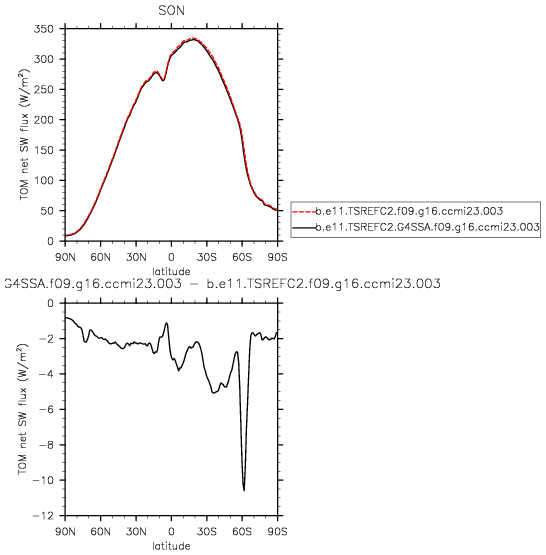 SON
350
300
250
200
150
100
50
0
TOM net SW flux (W/m²)
90N 60N 30N 0 30S 60S 90S
latitude
b.e11.TSREFC2.f09.g16.ccmi23.003
b.e11.TSREFC2.G4SSA.f09.g16.ccmi23.003
G4SSA.f09.g16.ccmi23.003 − b.e11.TSREFC2.f09.g16.ccmi23.003
0
−2
−4
−6
−8
−10
−12
TOM net SW flux (W/m²)
90N 60N 30N 0 30S 60S 90S
latitude